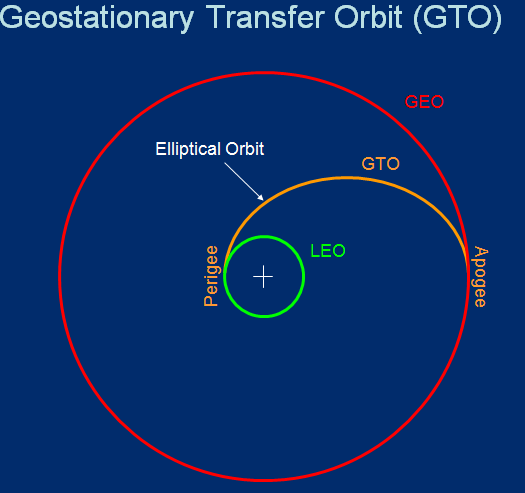 Geostationary Transfer Orbit (GTO)
GEO
Elliptical Orbit
GTO
LEO
Perigee
Apogee